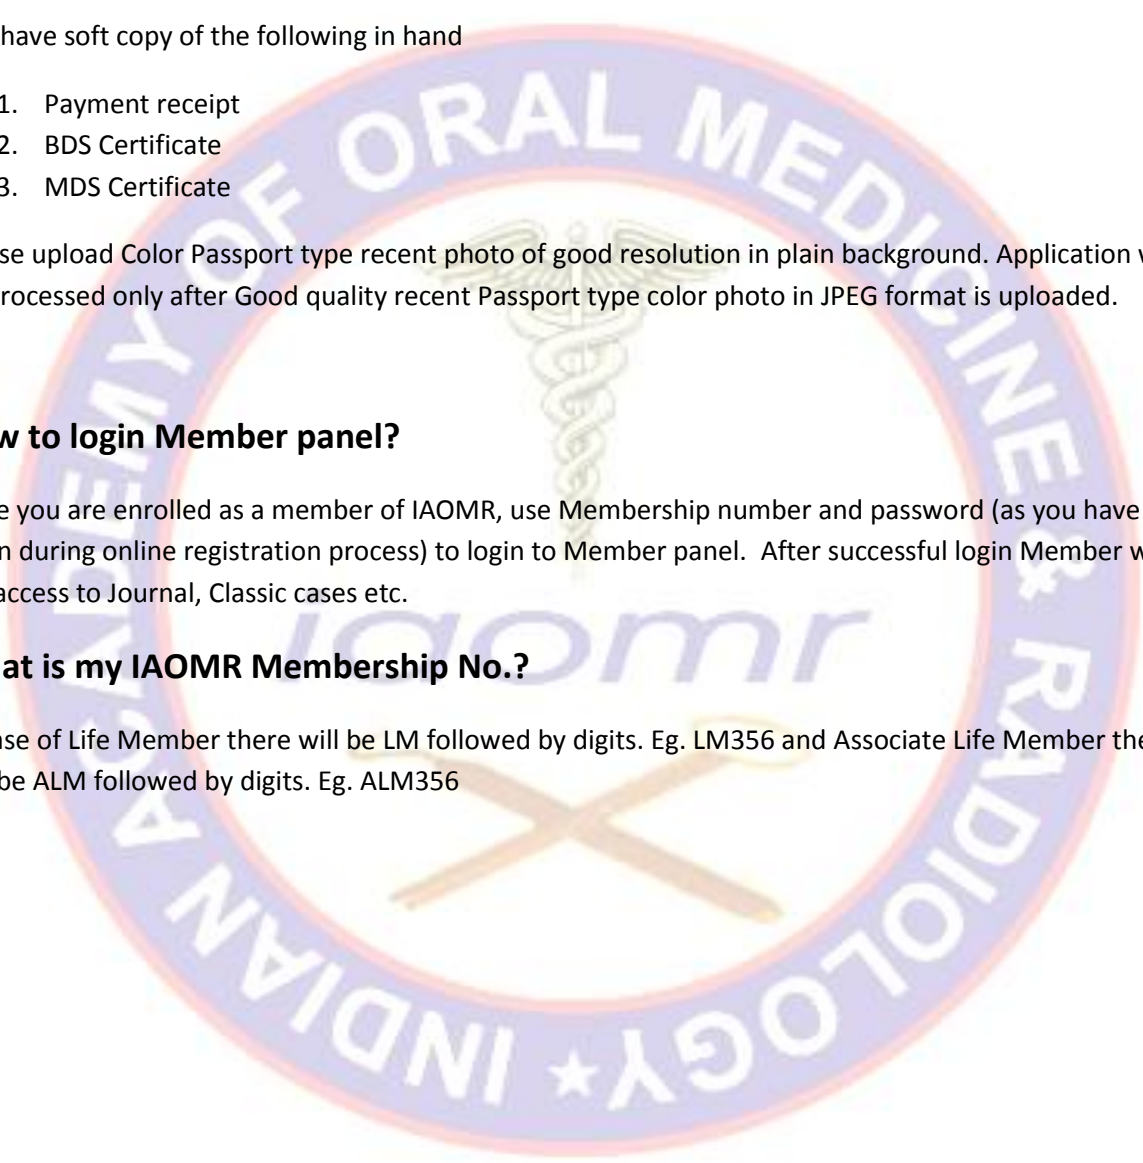 have soft copy of the following in hand
1. Payment receipt
2. BDS Certificate
3. MDS Certificate
se upload Color Passport type recent photo of good resolution in plain background. Application w
rocessed only after Good quality recent Passport type color photo in JPEG format is uploaded.
w to login Member panel?
e you are enrolled as a member of IAOMR, use Membership number and password (as you have
n during online registration process) to login to Member panel.  After successful login Member w
access to Journal, Classic cases etc.
at is my IAOMR Membership No.?
ase of Life Member there will be LM followed by digits. Eg. LM356 and Associate Life Member the
be ALM followed by digits. Eg. ALM356
INDIAN ACADEMY OF ORAL MEDICINE & RADIOLOGY ★
iaomr